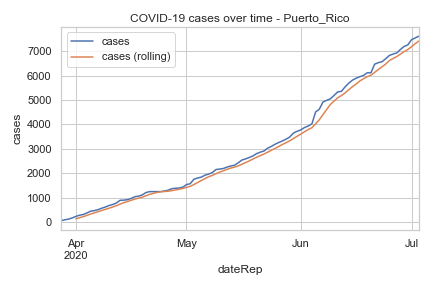 COVID-19 cases over time - Puerto_Rico
cases
cases (rolling)
7000
6000
5000
4000
3000
2000
1000
0
cases
Apr
2020
May
Jun
Jul
dateRep